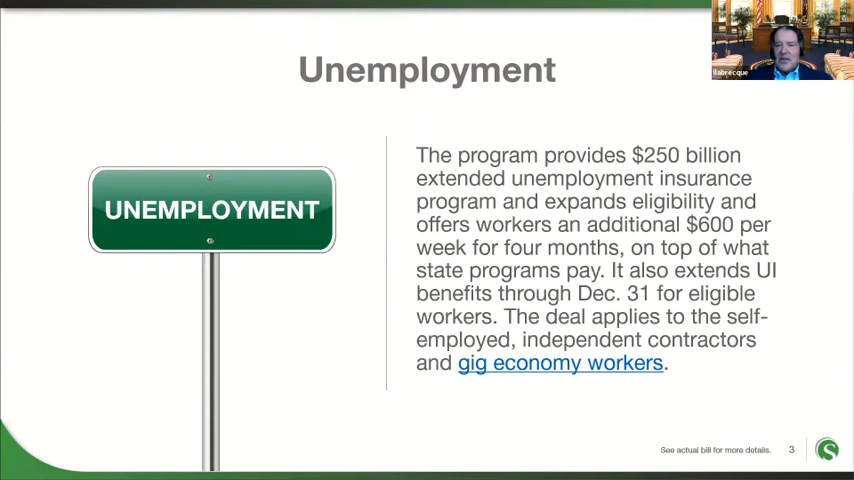 Unemployment
llabrecque
UNEMPLOYMENT
The program provides $250 billion
extended unemployment insurance
program and expands eligibility and
offers workers an additional $600 per
week for four months, on top of what
state programs pay. It also extends UI
benefits through Dec. 31 for eligible
workers. The deal applies to the self-
employed, independent contractors
and gig economy workers.
See actual bill for more details.
3
S